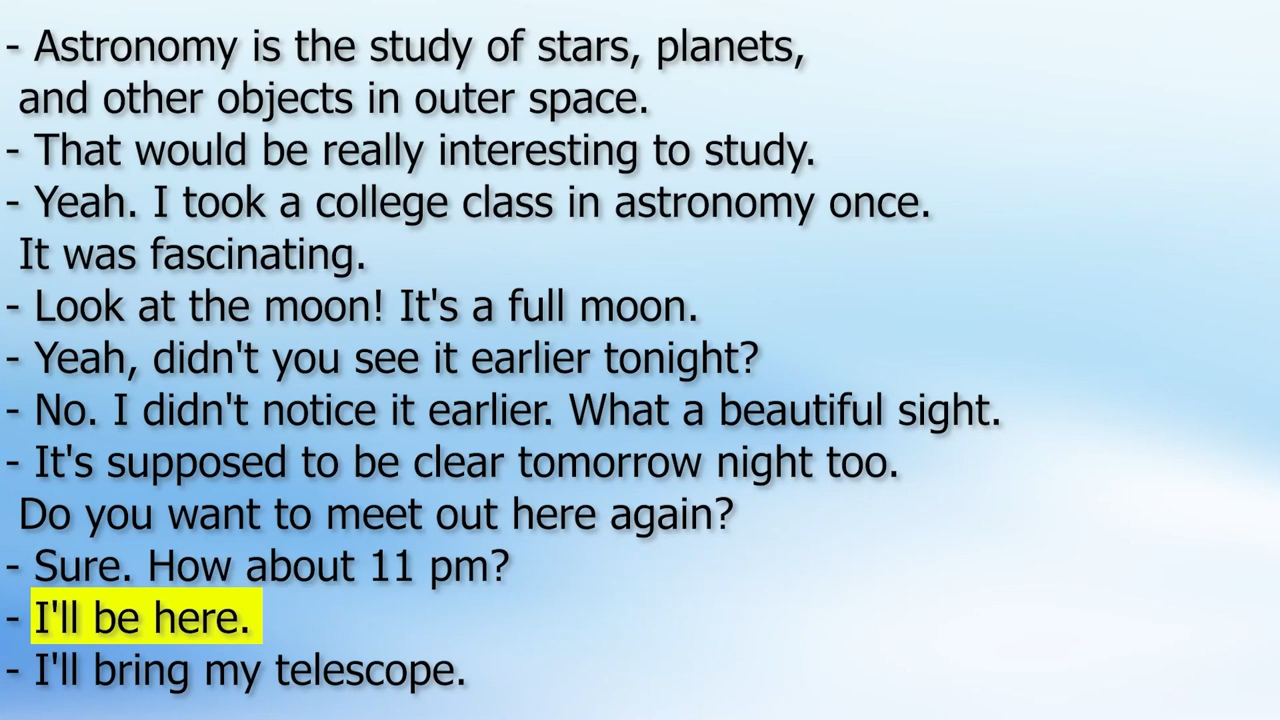 - Astronomy is the study of stars, planets,
and other objects in outer space.
- That would be really interesting to study.
- Yeah. I took a college class in astronomy once.
It was fascinating.
- Look at the moon! It's a full moon.
- Yeah, didn't you see it earlier tonight?
- No. I didn't notice it earlier. What a beautiful sight.
- It's supposed to be clear tomorrow night too.
Do you want to meet out here again?
- Sure. How about 11 pm?
- I'll be here.
- I'll bring my telescope.